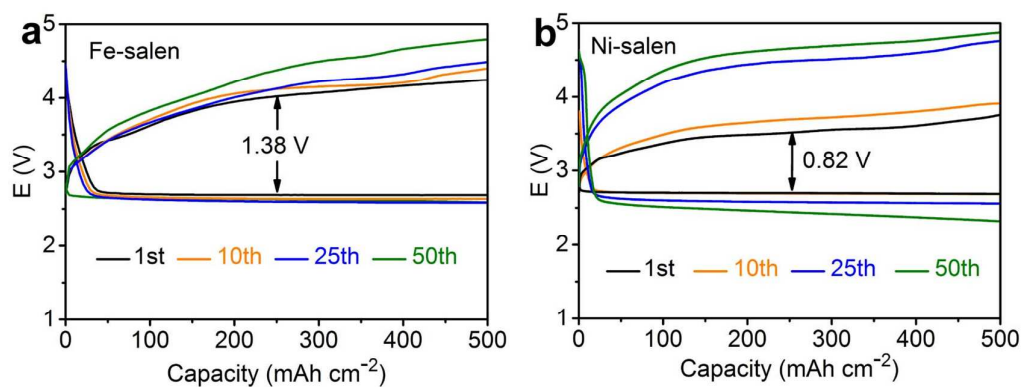 a
Fe-salen
E (V)
5
4
3
2
1
1.38 V
1st 10th 25th 50th
0 100 200 300 400 500
Capacity (mAh cm⁻²)
b
Ni-salen
E (V)
5
4
3
2
1
0.82 V
1st 10th 25th 50th
0 100 200 300 400 500
Capacity (mAh cm⁻²)